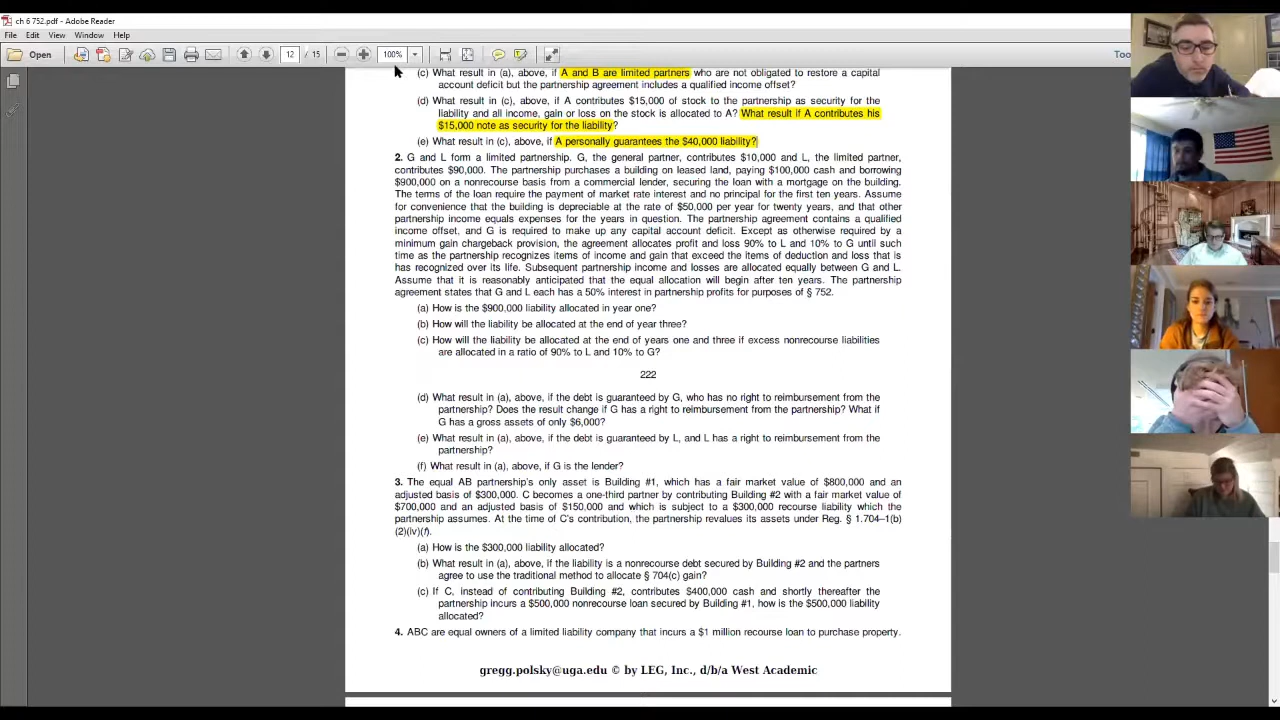 ch 6 752.pdf - Adobe Reader
File Edit View Window Help
Open 12 / 15 100% Too
(c) What result in (a), above, if A and B are limited partners who are not obligated to restore a capital
account deficit but the partnership agreement includes a qualified income offset?
(d) What result in (c), above, if A contributes $15,000 of stock to the partnership as security for the
liability and all income, gain or loss on the stock is allocated to A? What result if A contributes his
$15,000 note as security for the liability?
(e) What result in (c), above, if A personally guarantees the $40,000 liability?
2. G and L form a limited partnership. G, the general partner, contributes $10,000 and L, the limited partner,
contributes $90,000. The partnership purchases a building on leased land, paying $100,000 cash and borrowing
$900,000 on a nonrecourse basis from a commercial lender, securing the loan with a mortgage on the building.
The terms of the loan require the payment of market rate interest and no principal for the first ten years. Assume
for convenience that the building is depreciable at the rate of $50,000 per year for twenty years, and that other
partnership income equals expenses for the years in question. The partnership agreement contains a qualified
income offset, and G is required to make up any capital account deficit. Except as otherwise required by a
minimum gain chargeback provision, the agreement allocates profit and loss 90% to L and 10% to G until such
time as the partnership recognizes items of income and gain that exceed the items of deduction and loss that is
has recognized over its life. Subsequent partnership income and losses are allocated equally between G and L.
Assume that it is reasonably anticipated that the equal allocation will begin after ten years. The partnership
agreement states that G and L each has a 50% interest in partnership profits for purposes of § 752.
(a) How is the $900,000 liability allocated in year one?
(b) How will the liability be allocated at the end of year three?
(c) How will the liability be allocated at the end of years one and three if excess nonrecourse liabilities
are allocated in a ratio of 90% to L and 10% to G?
222
(d) What result in (a), above, if the debt is guaranteed by G, who has no right to reimbursement from the
partnership? Does the result change if G has a right to reimbursement from the partnership? What if
G has a gross assets of only $6,000?
(e) What result in (a), above, if the debt is guaranteed by L, and L has a right to reimbursement from the
partnership?
(f) What result in (a), above, if G is the lender?
3. The equal AB partnership's only asset is Building #1, which has a fair market value of $800,000 and an
adjusted basis of $300,000. C becomes a one-third partner by contributing Building #2 with a fair market value of
$700,000 and an adjusted basis of $150,000 and which is subject to a $300,000 recourse liability which the
partnership assumes. At the time of C's contribution, the partnership revalues its assets under Reg. § 1.704–1(b)
(2)(iv)(f).
(a) How is the $300,000 liability allocated?
(b) What result in (a), above, if the liability is a nonrecourse debt secured by Building #2 and the partners
agree to use the traditional method to allocate § 704(c) gain?
(c) If C, instead of contributing Building #2, contributes $400,000 cash and shortly thereafter the
partnership incurs a $500,000 nonrecourse loan secured by Building #1, how is the $500,000 liability
allocated?
4. ABC are equal owners of a limited liability company that incurs a $1 million recourse loan to purchase property.
gregg.polsky@uga.edu © by LEG, Inc., d/b/a West Academic